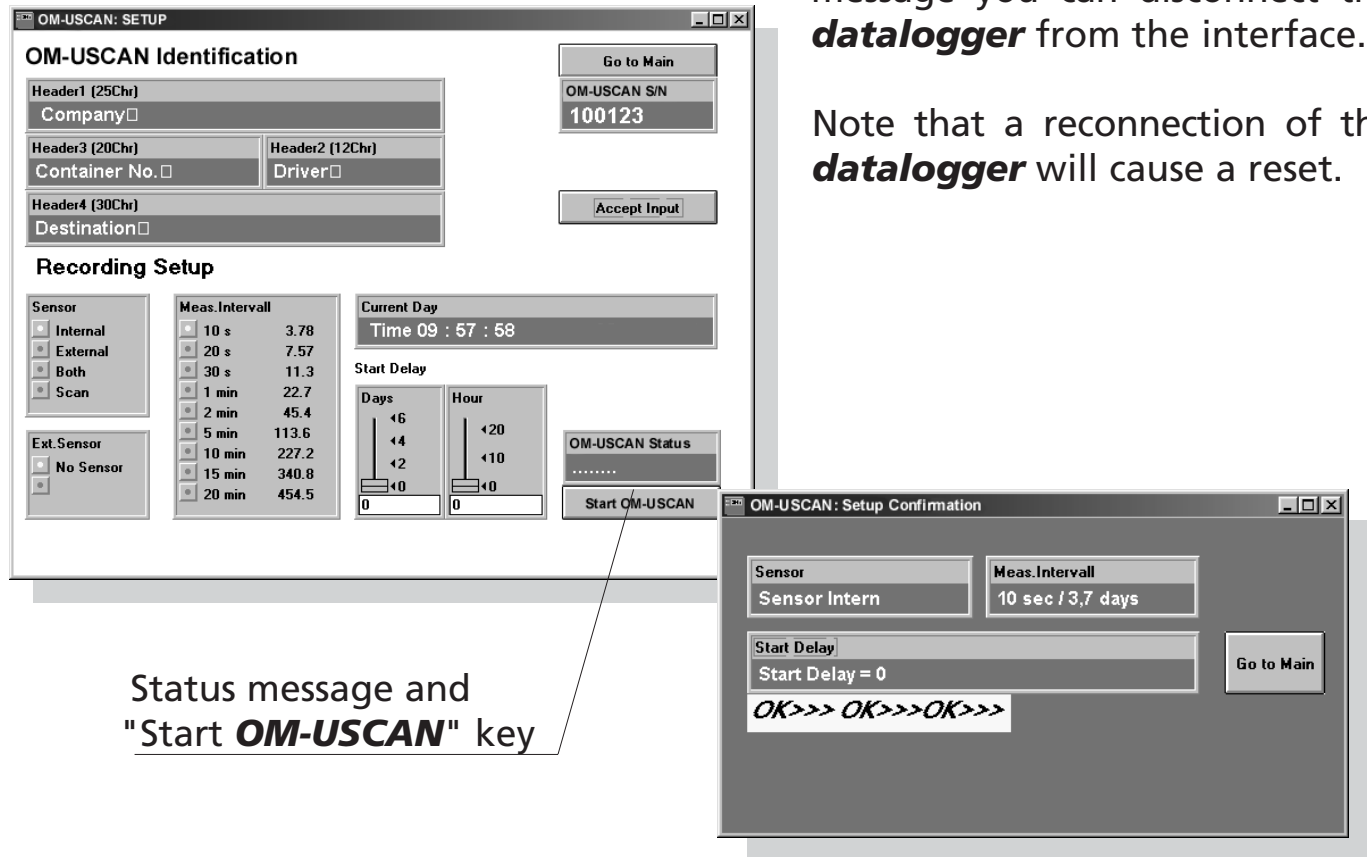 message you can disconnect
datalogger from the interface.
Note that a reconnection of
datalogger will cause a reset.
OM-USCAN: SETUP
OM-USCAN Identification
Go to Main
Header1 (25Chr)
Company
OM-USCAN S/N
100123
Header3 (20Chr) Header2 (12Chr)
Container No. Driver
Header4 (30Chr)
Destination
Accept Input
Recording Setup
Sensor
Internal
External
Both
Scan
Ext.Sensor
No Sensor
Meas.Intervall
10 s 3.78
20 s 7.57
30 s 11.3
1 min 22.7
2 min 45.4
5 min 113.6
10 min 227.2
15 min 340.8
20 min 454.5
Current Day
Time 09 : 57 : 58
Start Delay
Days
6
4
2
0
0
Hour
20
10
0
0
OM-USCAN Status
........
Start OM-USCAN
Status message and
"Start OM-USCAN" key
OM-USCAN: Setup Confirmation
Sensor
Sensor Intern
Meas.Intervall
10 sec / 3,7 days
Start Delay
Start Delay = 0
Go to Main
OK>>> OK>>>OK>>>